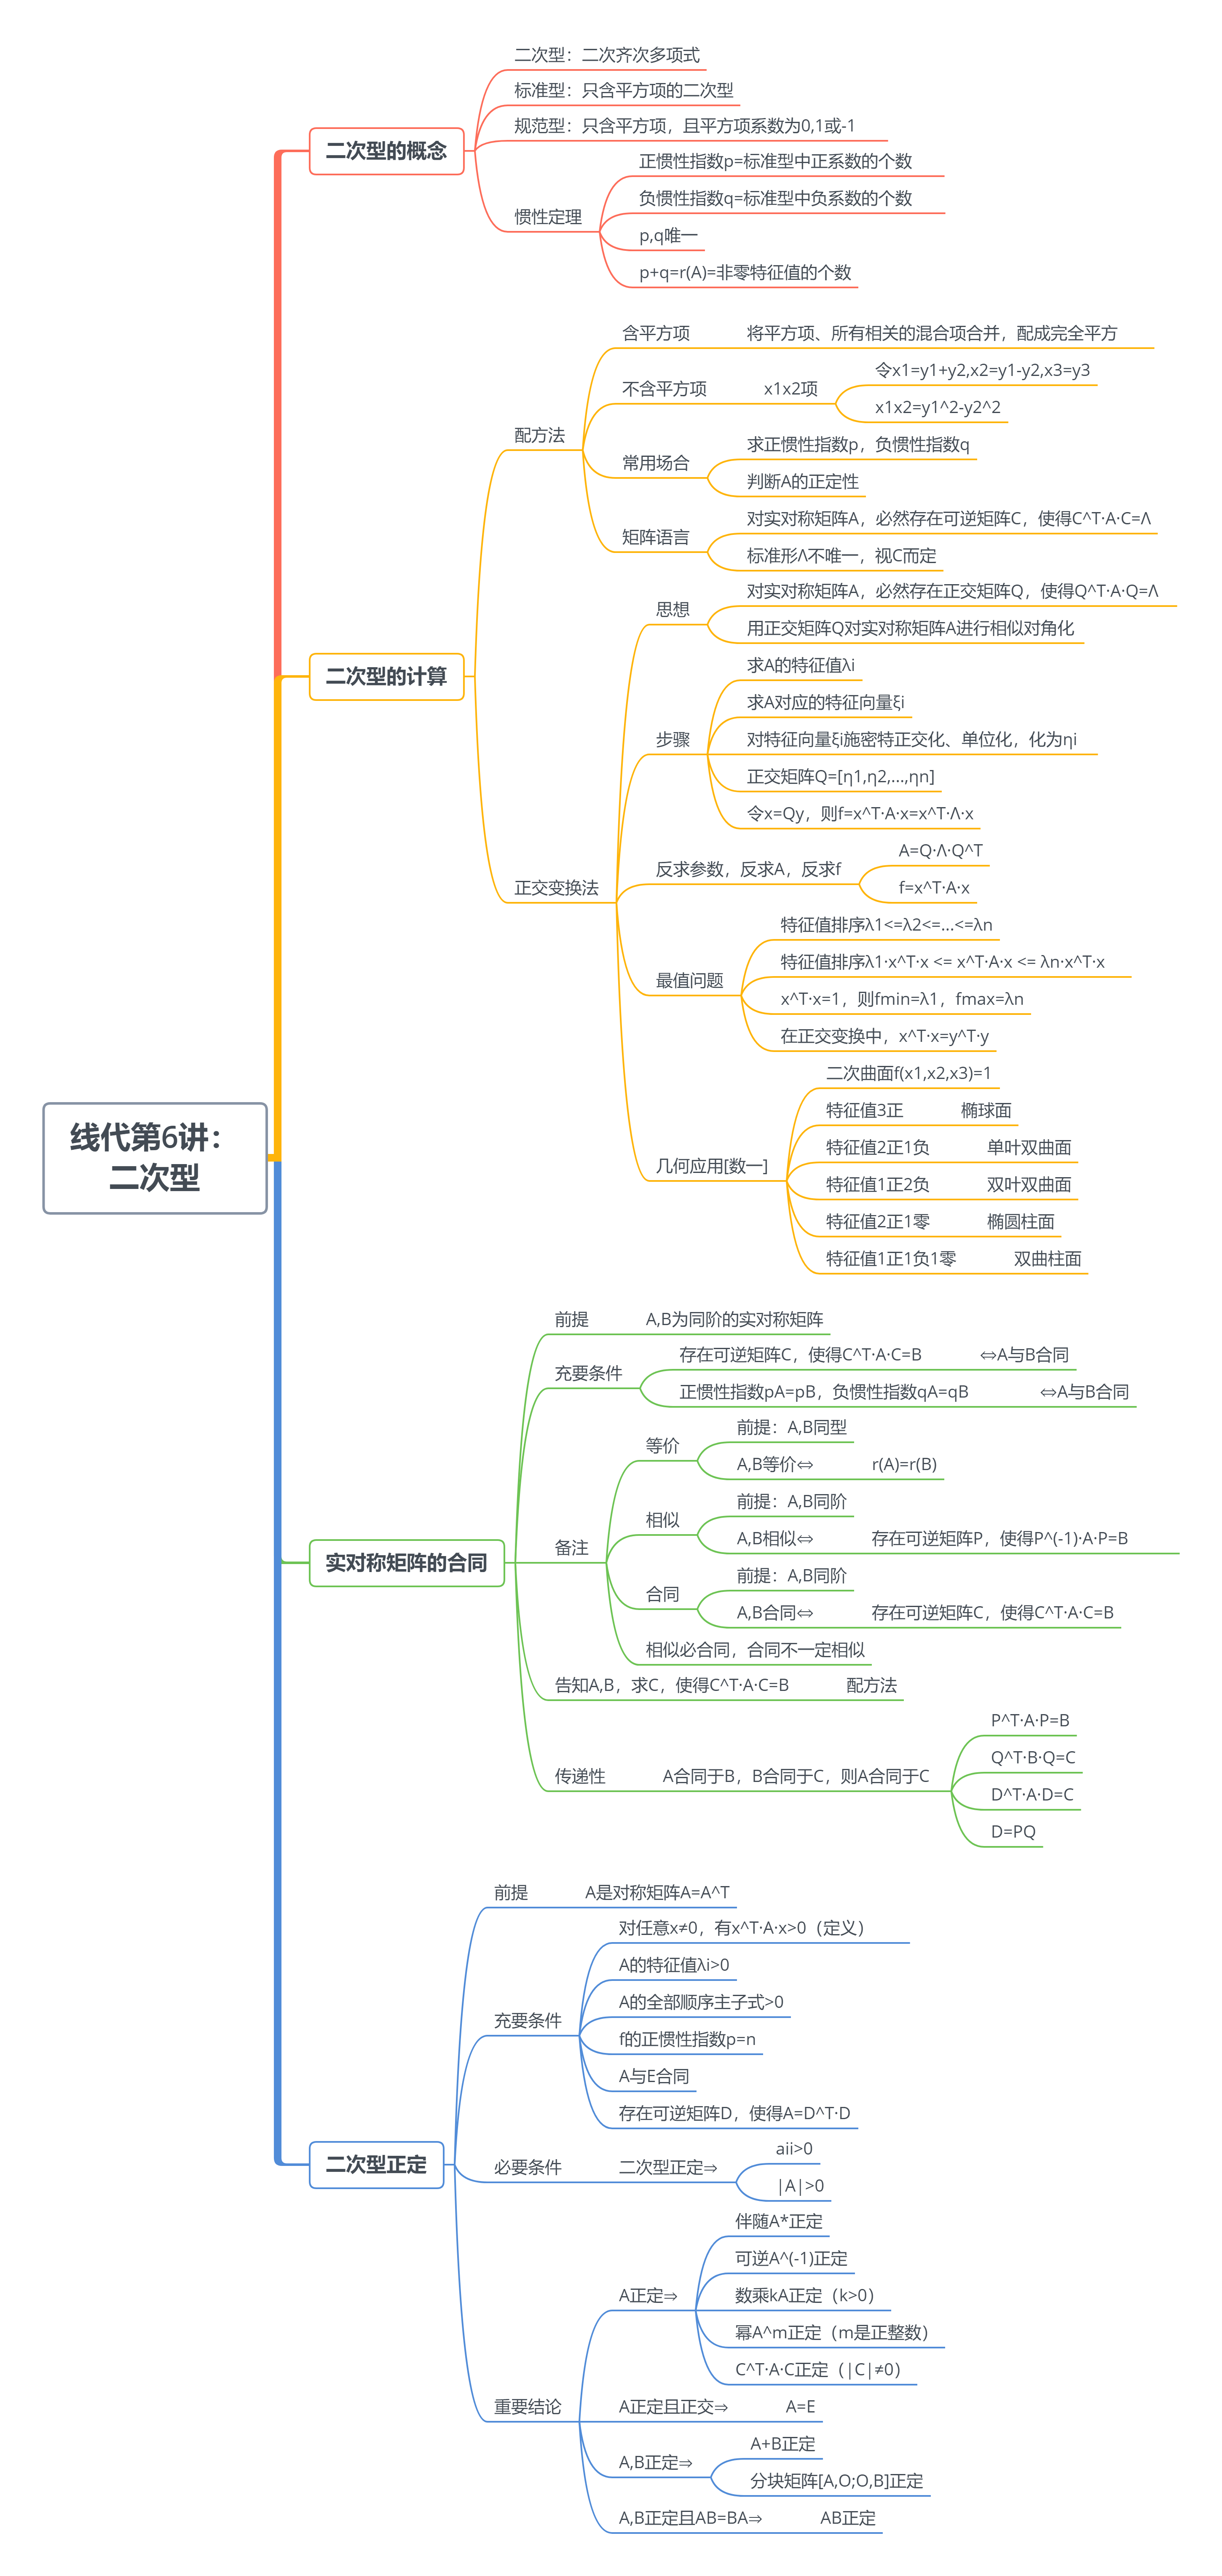 线代第6讲：
二次型
二次型的概念
二次型：二次齐次多项式
标准型：只含平方项的二次型
规范型：只含平方项，且平方项系数为0,1或-1
惯性定理
正惯性指数p=标准型中正系数的个数
负惯性指数q=标准型中负系数的个数
p,q唯一
p+q=r(A)=非零特征值的个数
二次型的计算
配方法
含平方项
将平方项、所有相关的混合项合并，配成完全平方
不含平方项
x1x2项
令x1=y1+y2,x2=y1-y2,x3=y3
x1x2=y1^2-y2^2
常用场合
求正惯性指数p，负惯性指数q
判断A的正定性
矩阵语言
对实对称矩阵A，必然存在可逆矩阵C，使得C^T·A·C=Λ
标准形Λ不唯一，视C而定
正交变换法
思想
对实对称矩阵A，必然存在正交矩阵Q，使得Q^T·A·Q=Λ
用正交矩阵Q对实对称矩阵A进行相似对角化
步骤
求A的特征值λi
求A对应的特征向量ξi
对特征向量ξi施密特正交化、单位化，化为ηi
正交矩阵Q=[η1,η2,...,ηn]
令x=Qy，则f=x^T·A·x=x^T·Λ·x
反求参数，反求A，反求f
A=Q·Λ·Q^T
f=x^T·A·x
最值问题
特征值排序λ1<=λ2<=...<=λn
特征值排序λ1·x^T·x <= x^T·A·x <= λn·x^T·x
x^T·x=1，则fmin=λ1，fmax=λn
在正交变换中，x^T·x=y^T·y
几何应用[数一]
二次曲面f(x1,x2,x3)=1
特征值3正
椭球面
特征值2正1负
单叶双曲面
特征值1正2负
双叶双曲面
特征值2正1零
椭圆柱面
特征值1正1负1零
双曲柱面
实对称矩阵的合同
前提
A,B为同阶的实对称矩阵
充要条件
存在可逆矩阵C，使得C^T·A·C=B
⇔A与B合同
正惯性指数pA=pB，负惯性指数qA=qB
⇔A与B合同
备注
等价
前提：A,B同型
A,B等价⇔
r(A)=r(B)
相似
前提：A,B同阶
A,B相似⇔
存在可逆矩阵P，使得P^(-1)·A·P=B
合同
前提：A,B同阶
A,B合同⇔
存在可逆矩阵C，使得C^T·A·C=B
相似必合同，合同不一定相似
告知A,B，求C，使得C^T·A·C=B
配方法
传递性
A合同于B，B合同于C，则A合同于C
P^T·A·P=B
Q^T·B·Q=C
D^T·A·D=C
D=PQ
二次型正定
前提
A是对称矩阵A=A^T
充要条件
对任意x≠0，有x^T·A·x>0（定义）
A的特征值λi>0
A的全部顺序主子式>0
f的正惯性指数p=n
A与E合同
存在可逆矩阵D，使得A=D^T·D
必要条件
二次型正定⇒
aii>0
|A|>0
重要结论
A正定⇒
伴随A*正定
可逆A^(-1)正定
数乘kA正定（k>0）
幂A^m正定（m是正整数）
C^T·A·C正定（|C|≠0）
A正定且正交⇒
A=E
A,B正定⇒
A+B正定
分块矩阵[A,O;O,B]正定
A,B正定且AB=BA⇒
AB正定